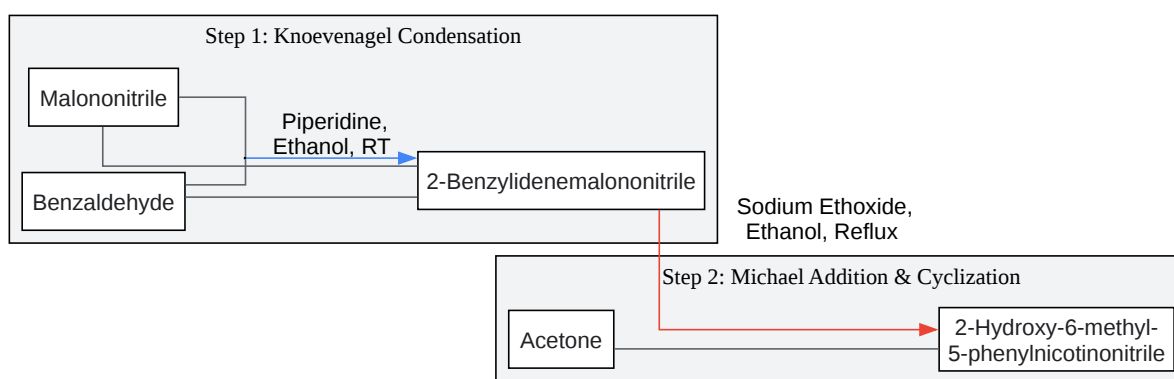 Step 1: Knoevenagel Condensation
Malononitrile
Piperidine,
Ethanol, RT
Benzaldehyde
2-Benzylidenemalononitrile
Sodium Ethoxide,
Ethanol, Reflux
Step 2: Michael Addition & Cyclization
Acetone
2-Hydroxy-6-methyl-
5-phenylnicotinonitrile